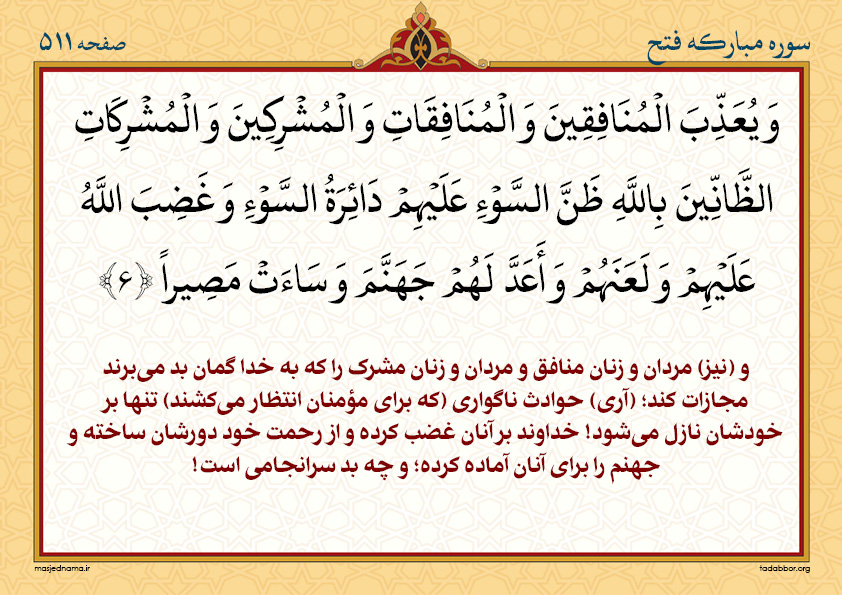 سوره مبارکه فتح
صفحه ۵۱۱
وَيُعَذِّبَ الْمُنَافِقِينَ وَالْمُنَافِقَاتِ وَالْمُشْرِكِينَ وَالْمُشْرِكَاتِ
الظَّانِّينَ بِاللَّهِ ظَنَّ السَّوْءِ عَلَيْهِمْ دَائِرَةُ السَّوْءِ وَغَضِبَ اللَّهُ
عَلَيْهِمْ وَلَعَنَهُمْ وَأَعَدَّ لَهُمْ جَهَنَّمَ وَسَاءَتْ مَصِيراً ﴿۶﴾
و (نیز) مردان و زنان منافق و مردان و زنان مشرک را که به خدا گمان بد می‌برند
مجازات کند؛ (آری) حوادث ناگواری (که برای مؤمنان انتظار می‌کشند) تنها بر
خودشان نازل می‌شود! خداوند بر آنان غضب کرده و از رحمت خود دورشان ساخته و
جهنم را برای آنان آماده کرده؛ و چه بد سرانجامی است!
masjednama.ir
tadabbor.org